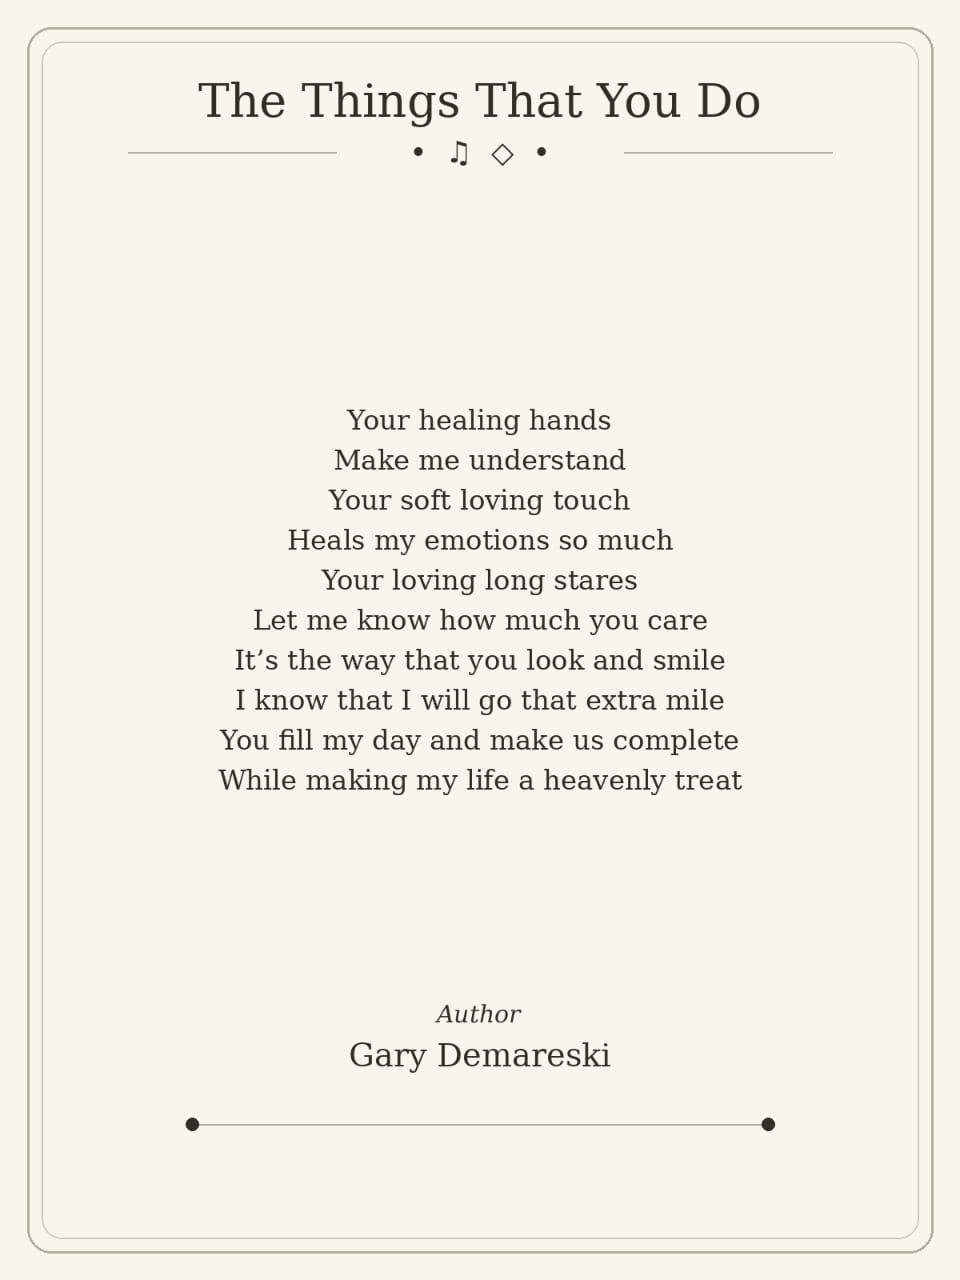 The Things That You Do
• ♫ ◇ •
Your healing hands
Make me understand
Your soft loving touch
Heals my emotions so much
Your loving long stares
Let me know how much you care
It’s the way that you look and smile
I know that I will go that extra mile
You fill my day and make us complete
While making my life a heavenly treat
Author
Gary Demareski